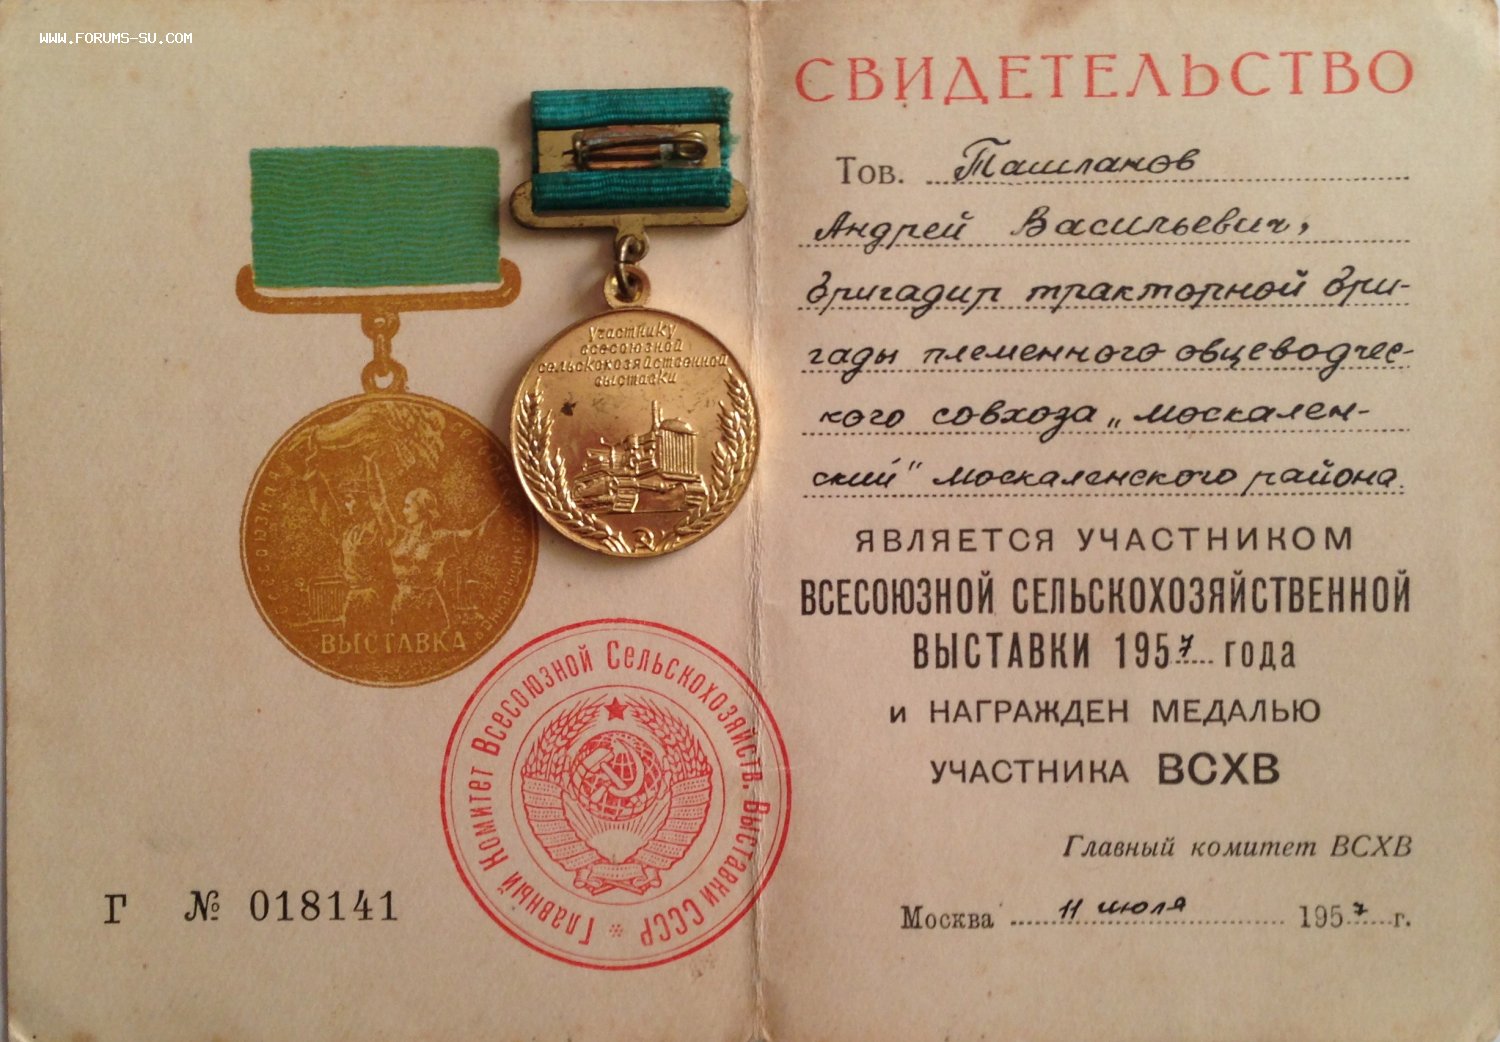 WWW.FORUMS-SU.COM
ВСЕСОЮЗНАЯ
ВЫСТАВКА
участнику
всесоюзной
сельскохозяйственной
выставки
Главный Комитет Всесоюзной Сельскохозяйств. Выставки СССР
Г № 018141
СВИДЕТЕЛЬСТВО
Тов. Ташланов
Андрей Васильевич,
бригадир тракторной бри-
гады племенного овцеводчес-
кого совхоза „Москален-
ский" Москаленского района
ЯВЛЯЕТСЯ УЧАСТНИКОМ
ВСЕСОЮЗНОЙ СЕЛЬСКОХОЗЯЙСТВЕННОЙ
ВЫСТАВКИ 1957 года
и НАГРАЖДЕН МЕДАЛЬЮ
УЧАСТНИКА ВСХВ
Главный комитет ВСХВ
Москва 11 июля 1957 г.